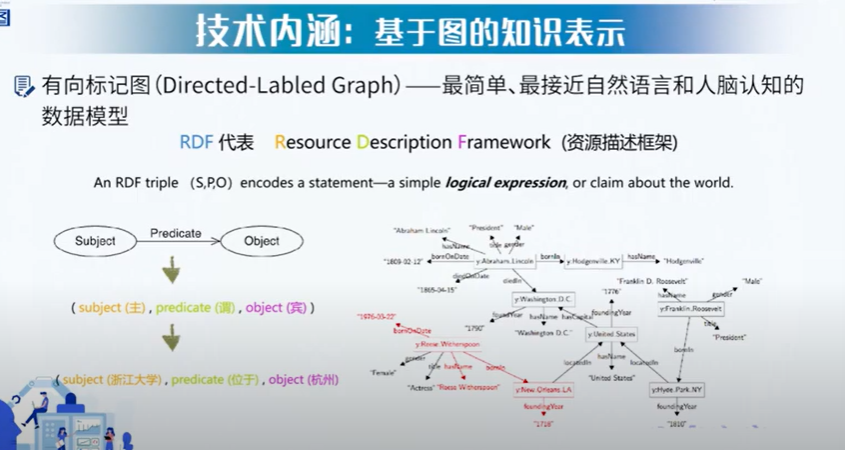 技术内涵：基于图的知识表示
有向标记图（Directed-Labled Graph）——最简单、最接近自然语言和人脑认知的
数据模型
RDF 代表 Resource Description Framework (资源描述框架)
An RDF triple （S,P,O）encodes a statement—a simple logical expression, or claim about the world.
Subject
Predicate
Object
( subject (主) , predicate (谓), object (宾) )
( subject (浙江大学) , predicate (位于) , object (杭州)
"Abraham Lincoln"
"President"
"Male"
hasName
title
gender
"1809-02-12"
bornOnDate
y:Abraham.Lincoln
bornIn
y:Hodgenville.KY
hasName
"Hodgenville"
diedOnDate
diedIn
"1865-04-15"
y:Washington.D.C.
foundYear
hasName
hasCapital
"1790"
"Washington D.C."
"1776"
foundingYear
y:United.States
hasName
"United States"
"Franklin D. Roosevelt"
"Male"
hasName
gender
y:Franklin.Roosevelt
title
"President"
bornIn
"1976-03-22"
bornOnDate
y:Reese.Witherspoon
gender
title
hasName
bornIn
"Female"
"Actress"
"Reese Witherspoon"
locatedIn
locatedIn
y:New.Orleans.LA
foundingYear
"1718"
y:Hyde.Park.NY
foundingYear
"1810"